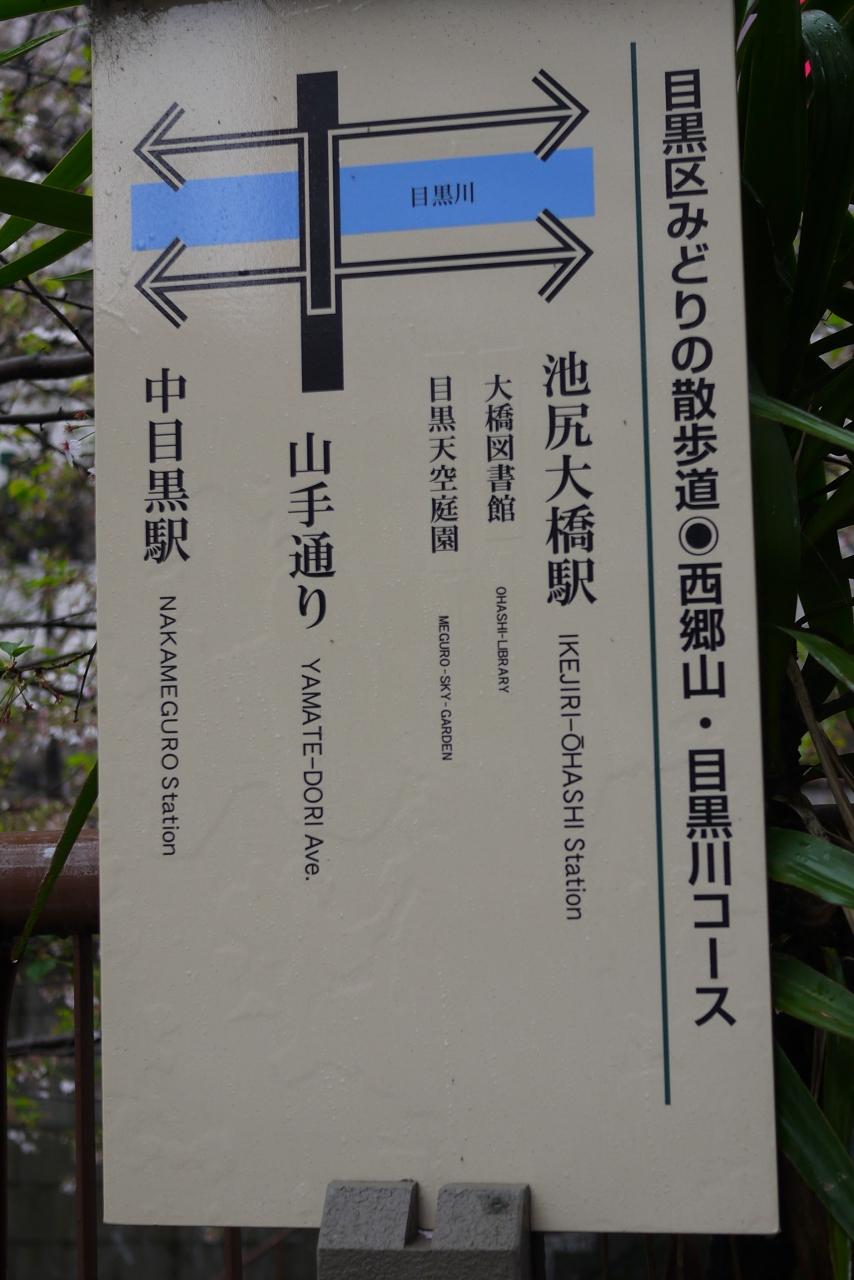 目黒区みどりの散歩道◉西郷山・目黒川コース
目黒川
池尻大橋駅 IKEJIRI-ŌHASHI Station
大橋図書館 OHASHI-LIBRARY
目黒天空庭園 MEGURO-SKY-GARDEN
山手通り YAMATE-DORI Ave.
中目黒駅 NAKAMEGURO Station